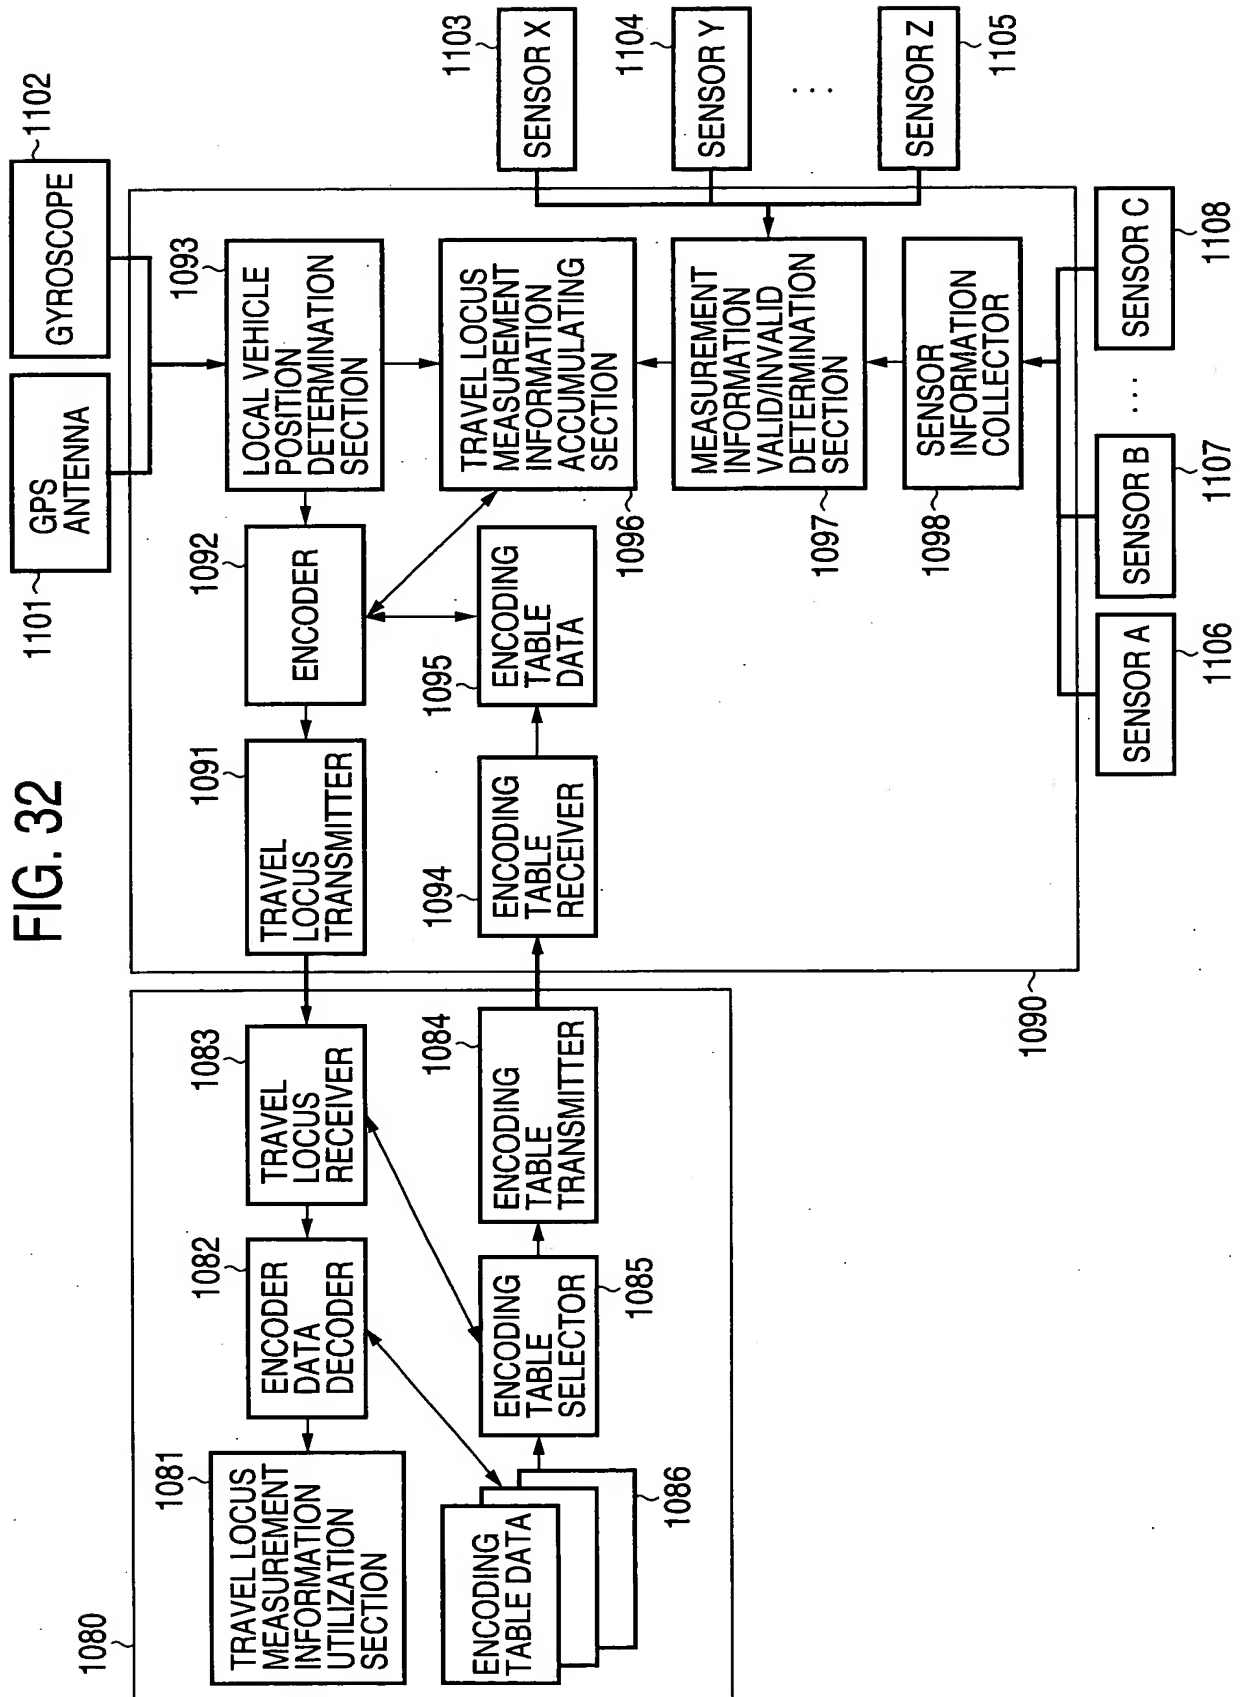 FIG. 32
1080
1081
TRAVEL LOCUS
MEASUREMENT
INFORMATION
UTILIZATION
SECTION
1082
ENCODER
DATA
DECODER
1083
TRAVEL
LOCUS
RECEIVER
ENCODING
TABLE DATA
1086
ENCODING
TABLE
SELECTOR
1085
1084
ENCODING
TABLE
TRANSMITTER
1090
1091
TRAVEL
LOCUS
TRANSMITTER
1092
ENCODER
1093
LOCAL VEHICLE
POSITION
DETERMINATION
SECTION
1094
ENCODING
TABLE
RECEIVER
1095
ENCODING
TABLE
DATA
TRAVEL LOCUS
MEASUREMENT
INFORMATION
ACCUMULATING
SECTION
1096
MEASUREMENT
INFORMATION
VALID/INVALID
DETERMINATION
SECTION
1097
SENSOR
INFORMATION
COLLECTOR
1098
1101
GPS
ANTENNA
GYROSCOPE
1102
SENSOR X
1103
SENSOR Y
1104
. . .
SENSOR Z
1105
SENSOR A
1106
SENSOR B
1107
. . .
SENSOR C
1108